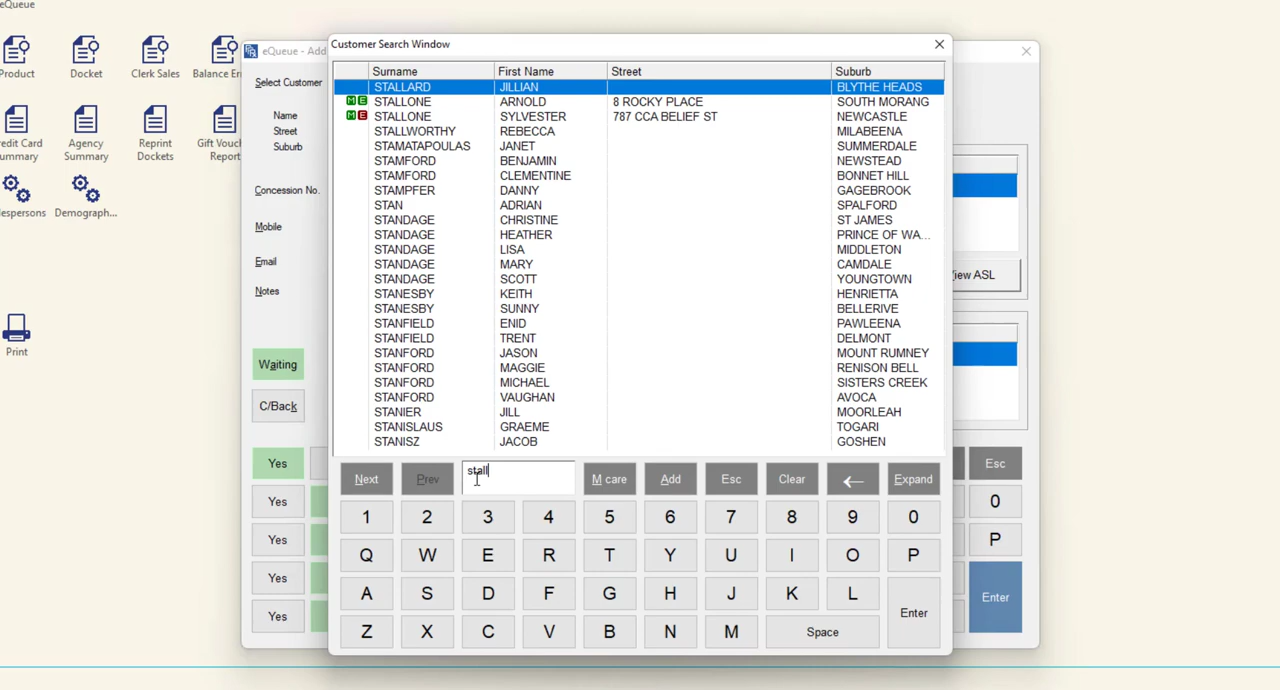 eQueue
Product
Docket
Clerk Sales
Balance En
redit Card
ummary
Agency
Summary
Reprint
Dockets
Gift Vouc
Report
espersons
Demograph...
Print
eQueue - Add
Select Customer
Name
Street
Suburb
Concession No.
Mobile
Email
Notes
Waiting
C/Back
Yes
Yes
Yes
Yes
Yes
Customer Search Window
Surname First Name Street Suburb
STALLARD JILLIAN BLYTHE HEADS
M E STALLONE ARNOLD 8 ROCKY PLACE SOUTH MORANG
M E STALLONE SYLVESTER 787 CCA BELIEF ST NEWCASTLE
STALLWORTHY REBECCA MILABEENA
STAMATAPOULAS JANET SUMMERDALE
STAMFORD BENJAMIN NEWSTEAD
STAMFORD CLEMENTINE BONNET HILL
STAMPFER DANNY GAGEBROOK
STAN ADRIAN SPALFORD
STANDAGE CHRISTINE ST JAMES
STANDAGE HEATHER PRINCE OF WA...
STANDAGE LISA MIDDLETON
STANDAGE MARY CAMDALE
STANDAGE SCOTT YOUNGTOWN
STANESBY KEITH HENRIETTA
STANESBY SUNNY BELLERIVE
STANFIELD ENID PAWLEENA
STANFIELD TRENT DELMONT
STANFORD JASON MOUNT RUMNEY
STANFORD MAGGIE RENISON BELL
STANFORD MICHAEL SISTERS CREEK
STANFORD VAUGHAN AVOCA
STANIER JILL MOORLEAH
STANISLAUS GRAEME TOGARI
STANISZ JACOB GOSHEN
Next Prev stall M care Add Esc Clear ← Expand
1 2 3 4 5 6 7 8 9 0
Q W E R T Y U I O P
A S D F G H J K L Enter
Z X C V B N M Space
View ASL
Esc
0
P
Enter